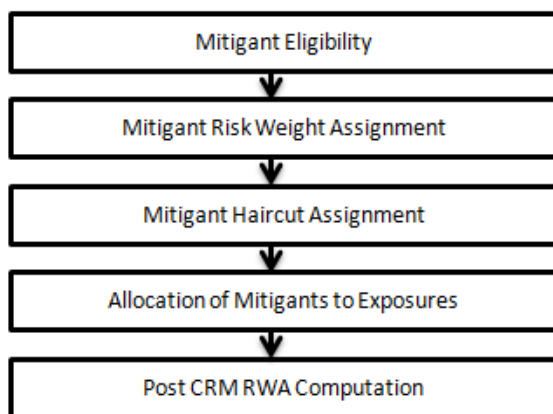 Mitigant Eligibility
Mitigant Risk Weight Assignment
Mitigant Haircut Assignment
Allocation of Mitigants to Exposures
Post CRM RWA Computation